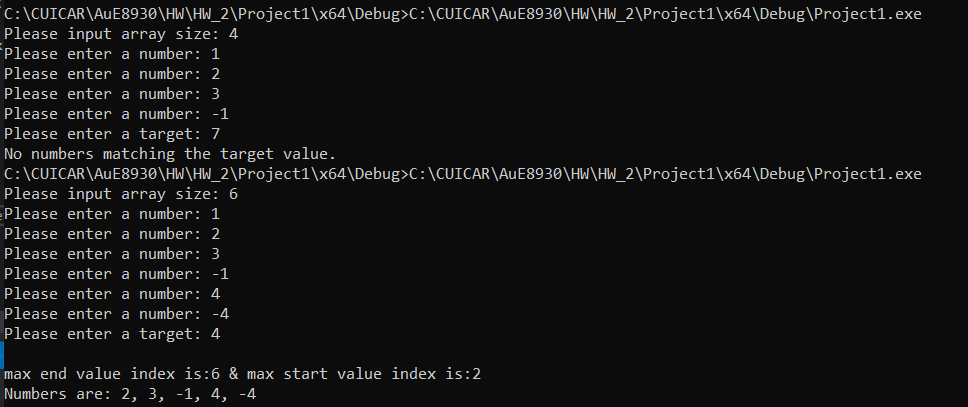 C:\CUICAR\AuE8930\HW\HW_2\Project1\x64\Debug>C:\CUICAR\AuE8930\HW\HW_2\Project1\x64\Debug\Project1.exe
Please input array size: 4
Please enter a number: 1
Please enter a number: 2
Please enter a number: 3
Please enter a number: -1
Please enter a target: 7
No numbers matching the target value.
C:\CUICAR\AuE8930\HW\HW_2\Project1\x64\Debug>C:\CUICAR\AuE8930\HW\HW_2\Project1\x64\Debug\Project1.exe
Please input array size: 6
Please enter a number: 1
Please enter a number: 2
Please enter a number: 3
Please enter a number: -1
Please enter a number: 4
Please enter a number: -4
Please enter a target: 4
max end value index is:6 & max start value index is:2
Numbers are: 2, 3, -1, 4, -4